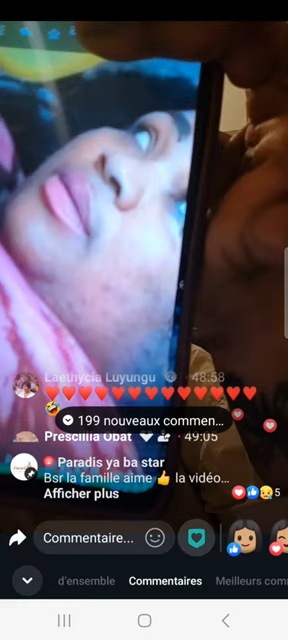 Laethycia Luyungu · 48:58
❤️❤️❤️❤️❤️❤️❤️❤️❤️❤️❤️❤️❤️
🤣
199 nouveaux commen...
Prescillia Obat 🤍 · 49:05
Paradis ya ba star
Bsr la famille aime 👍 la vidéo...
Afficher plus
5
Commentaire...
d'ensemble Commentaires Meilleurs com